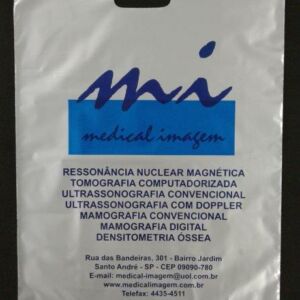 mi
medical imagem
RESSONÂNCIA NUCLEAR MAGNÉTICA
TOMOGRAFIA COMPUTADORIZADA
ULTRASSONOGRAFIA CONVENCIONAL
ULTRASSONOGRAFIA COM DOPPLER
MAMOGRAFIA CONVENCIONAL
MAMOGRAFIA DIGITAL
DENSITOMETRIA ÓSSEA
Rua das Bandeiras, 301 - Bairro Jardim
Santo André - SP - CEP 09090-780
E-mail: medical-imagem@uol.com.br
www.medicalimagem.com.br
Telefax: 4435-4511